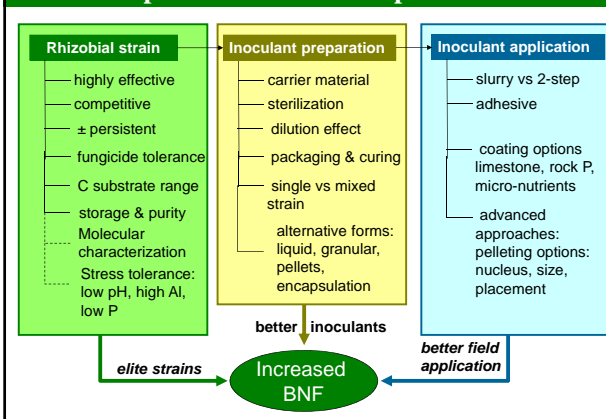 Rhizobial strain
highly effective
competitive
± persistent
fungicide tolerance
C substrate range
storage & purity
Molecular
characterization
Stress tolerance:
low pH, high Al,
low P
Inoculant preparation
carrier material
sterilization
dilution effect
packaging & curing
single vs mixed
strain
alternative forms:
liquid, granular,
pellets,
encapsulation
Inoculant application
slurry vs 2-step
adhesive
coating options
limestone, rock P,
micro-nutrients
advanced
approaches:
pelleting options:
nucleus, size,
placement
elite strains
better inoculants
better field
application
Increased
BNF